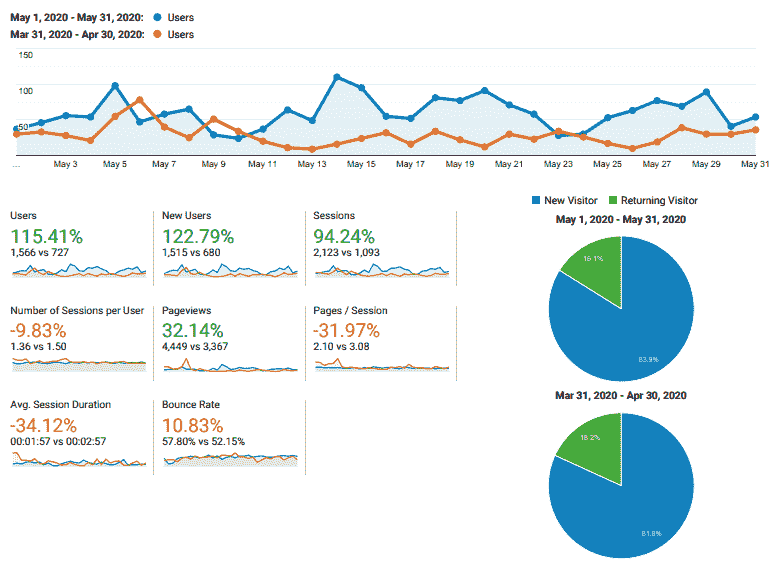 May 1, 2020 - May 31, 2020: Users
Mar 31, 2020 - Apr 30, 2020: Users
150
100
50
... May 3 May 5 May 7 May 9 May 11 May 13 May 15 May 17 May 19 May 21 May 23 May 25 May 27 May 29 May 31
New Visitor Returning Visitor
May 1, 2020 - May 31, 2020
16.1%
83.9%
Mar 31, 2020 - Apr 30, 2020
18.2%
81.8%
Users
115.41%
1,566 vs 727
New Users
122.79%
1,515 vs 680
Sessions
94.24%
2,123 vs 1,093
Number of Sessions per User
-9.83%
1.36 vs 1.50
Pageviews
32.14%
4,449 vs 3,367
Pages / Session
-31.97%
2.10 vs 3.08
Avg. Session Duration
-34.12%
00:01:57 vs 00:02:57
Bounce Rate
10.83%
57.80% vs 52.15%